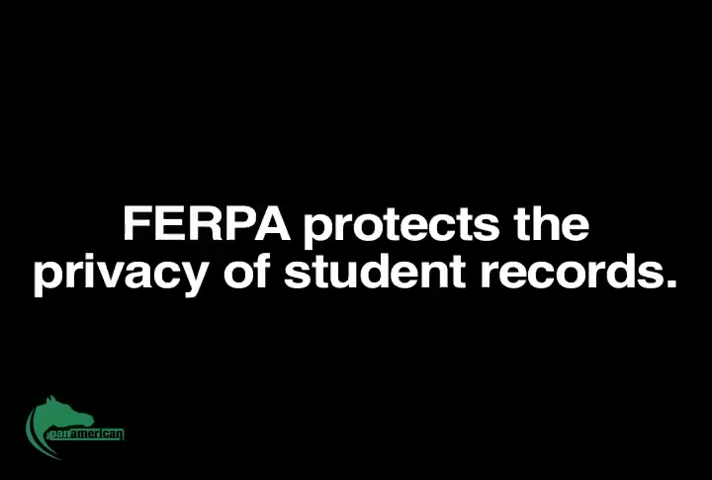 FERPA protects the
privacy of student records.
panamerican